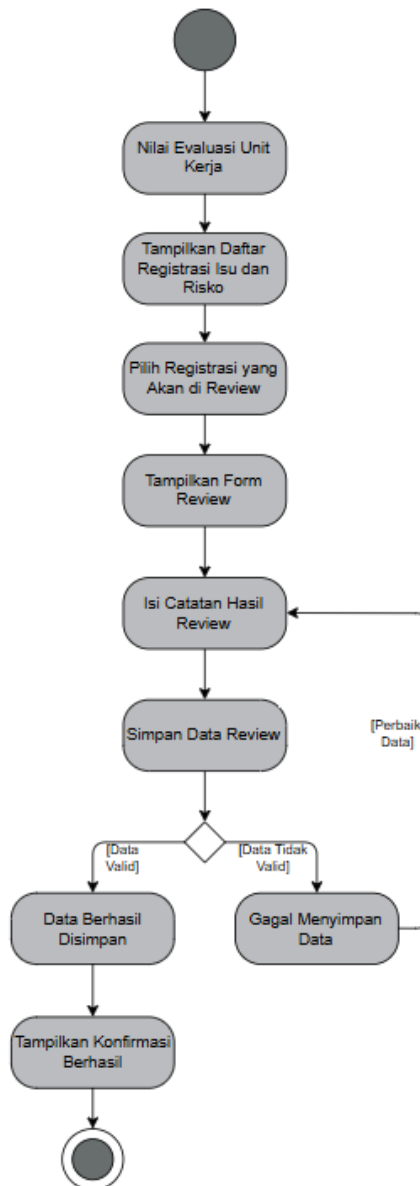 Nilai Evaluasi Unit
Kerja
Tampilkan Daftar
Registrasi Isu dan
Risko
Pilih Registrasi yang
Akan di Review
Tampilkan Form
Review
Isi Catatan Hasil
Review
Simpan Data Review
[Perbaik
Data]
[Data
Valid]
[Data Tidak
Valid]
Data Berhasil
Disimpan
Gagal Menyimpan
Data
Tampilkan Konfirmasi
Berhasil